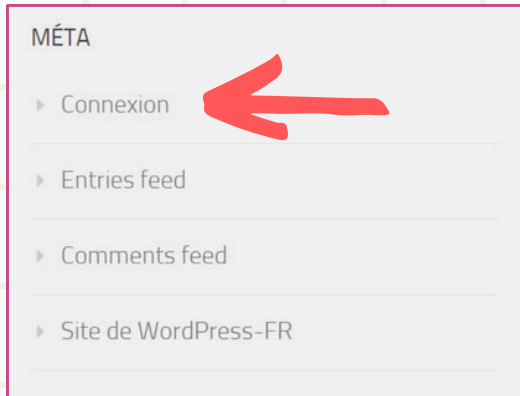 MÉTA
Connexion
Entries feed
Comments feed
Site de WordPress-FR